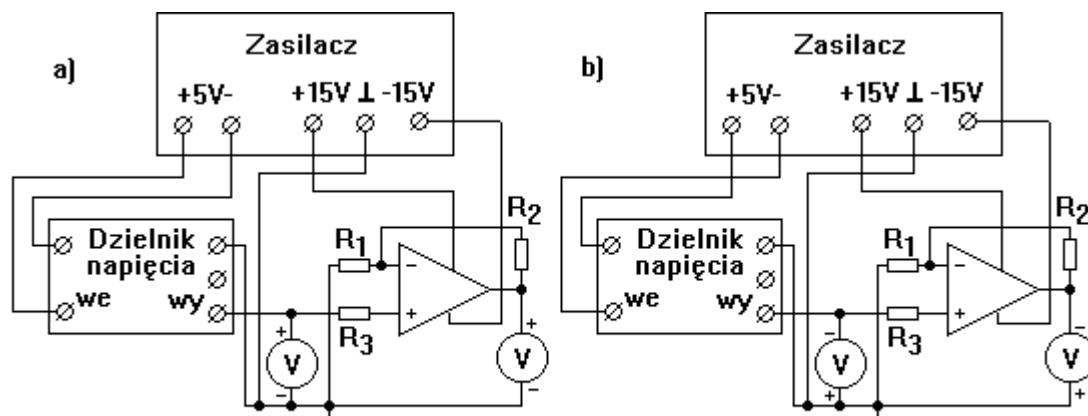 a)
Zasilacz
+5V-
+15V ⊥ -15V
Dzielnik
napięcia
we
wy
R1
R2
R3
−
+
+
V
−
+
V
−
b)
Zasilacz
+5V-
+15V ⊥ -15V
Dzielnik
napięcia
we
wy
R1
R2
R3
−
+
−
V
+
−
V
+